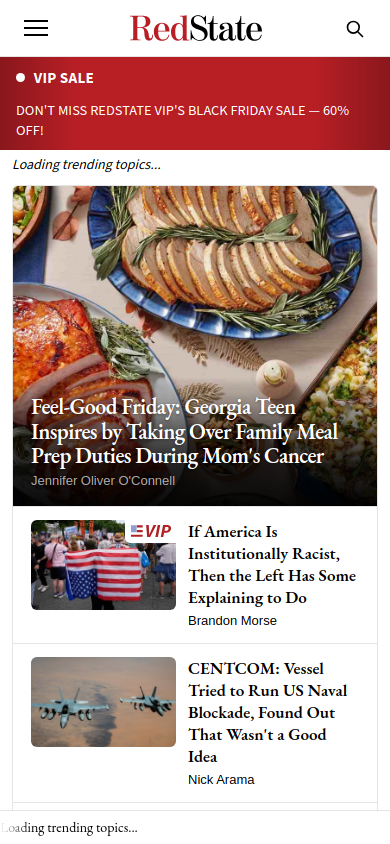 RedState
VIP SALE
DON'T MISS REDSTATE VIP'S BLACK FRIDAY SALE — 60%
OFF!
Loading trending topics...
Feel-Good Friday: Georgia Teen
Inspires by Taking Over Family Meal
Prep Duties During Mom's Cancer
Jennifer Oliver O'Connell
VIP
If America Is
Institutionally Racist,
Then the Left Has Some
Explaining to Do
Brandon Morse
CENTCOM: Vessel
Tried to Run US Naval
Blockade, Found Out
That Wasn't a Good
Idea
Nick Arama
Loading trending topics...